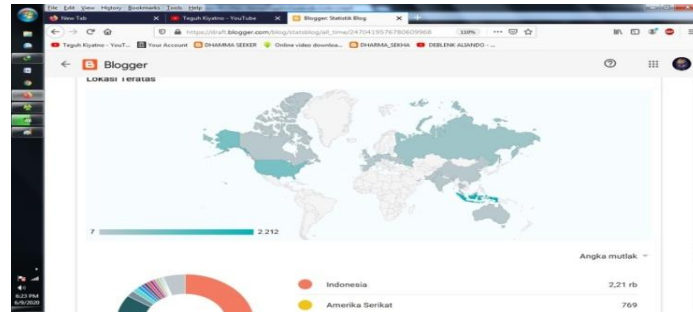 File Edit View History Bookmarks Tools Help
New Tab
Teguh Kiyatno - YouTube
Blogger: Statistik Blog
https://draft.blogger.com/blog/statsblog/all_time/2470419576780609968
110%
Teguh Kiyatno - YouT...
Your Account
DHAMMA SEEKER
Online video downloa...
DHARMA_SEKHA
DEBLENK ALIANDO - ...
Blogger
Lokasi Teratas
7
2.212
Angka mutlak
Indonesia 2,21 rb
Amerika Serikat 769
6:23 PM
6/9/2020